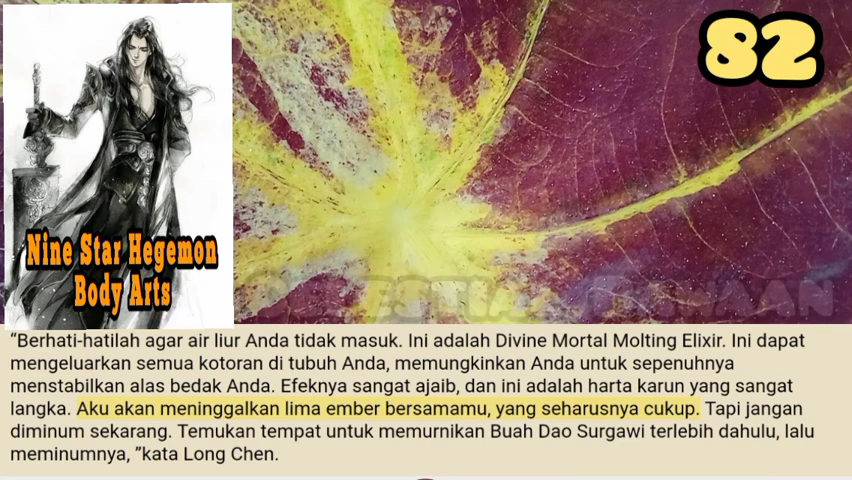 82
Nine Star Hegemon
Body Arts
“Berhati-hatilah agar air liur Anda tidak masuk. Ini adalah Divine Mortal Molting Elixir. Ini dapat
mengeluarkan semua kotoran di tubuh Anda, memungkinkan Anda untuk sepenuhnya
menstabilkan alas bedak Anda. Efeknya sangat ajaib, dan ini adalah harta karun yang sangat
langka. Aku akan meninggalkan lima ember bersamamu, yang seharusnya cukup. Tapi jangan
diminum sekarang. Temukan tempat untuk memurnikan Buah Dao Surgawi terlebih dahulu, lalu
meminumnya, ”kata Long Chen.